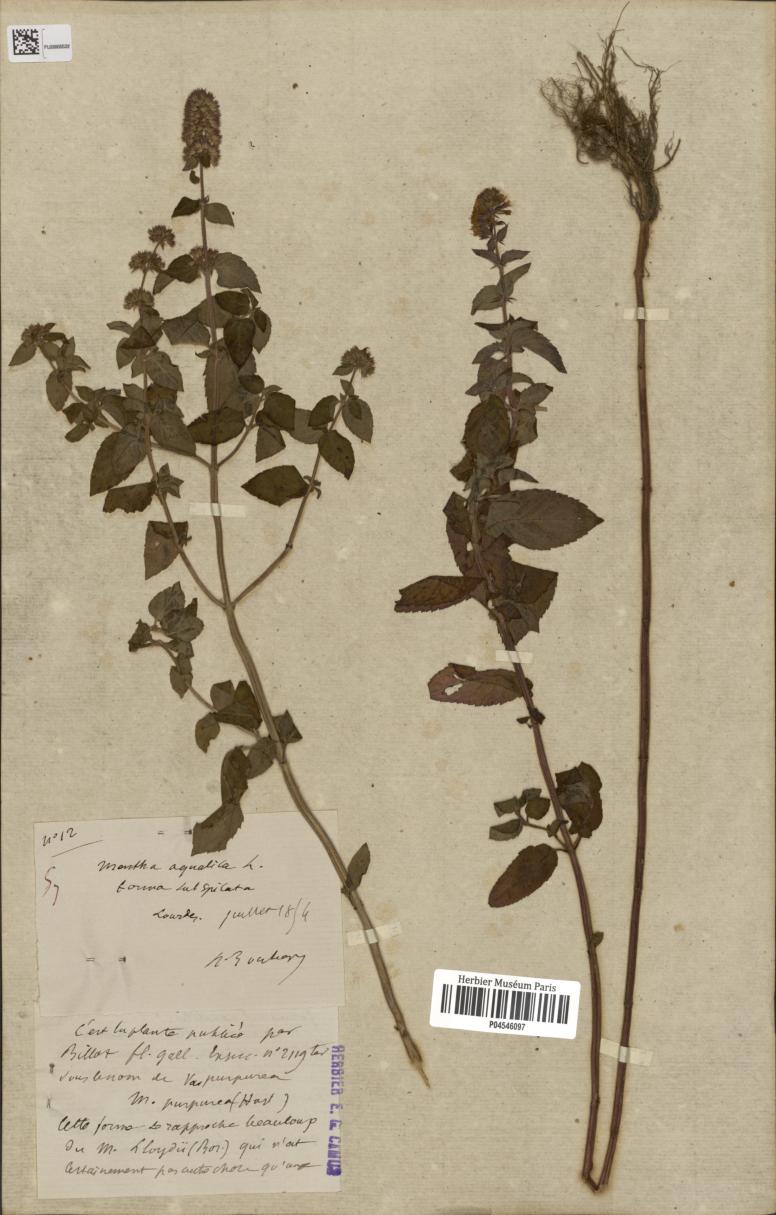 n° 12
Mentha aquatica L.
forma subspicata
Lourdes. juillet 18
C'est la plante publiée par
Billot fl. gall. Exsicc. n° 2119 ter
sous le nom de Var purpurea
M. purpurea (Host)
Cette forme se rapproche beaucoup
du M. Lloydii (Bor.) qui n'est
certainement pas autre chose qu'une
HERBIER E. G. CAMUS
Herbier Muséum Paris
P04546097